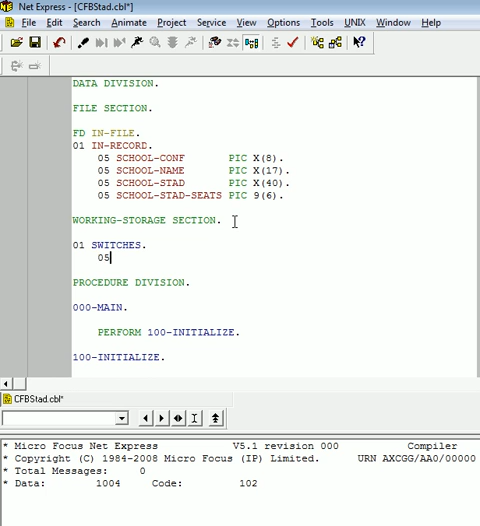 Net Express - [CFBStad.cbl*]
File Edit Search Animate Project Service View Options Tools UNIX Window Help
DATA DIVISION.
FILE SECTION.
FD IN-FILE.
01 IN-RECORD.
05 SCHOOL-CONF PIC X(8).
05 SCHOOL-NAME PIC X(17).
05 SCHOOL-STAD PIC X(40).
05 SCHOOL-STAD-SEATS PIC 9(6).
WORKING-STORAGE SECTION.
01 SWITCHES.
05
PROCEDURE DIVISION.
000-MAIN.
PERFORM 100-INITIALIZE.
100-INITIALIZE.
CFBStad.cbl*
* Micro Focus Net Express V5.1 revision 000 Compiler
* Copyright (C) 1984-2008 Micro Focus (IP) Limited. URN AXCGG/AA0/00000
* Total Messages: 0
* Data: 1004 Code: 102